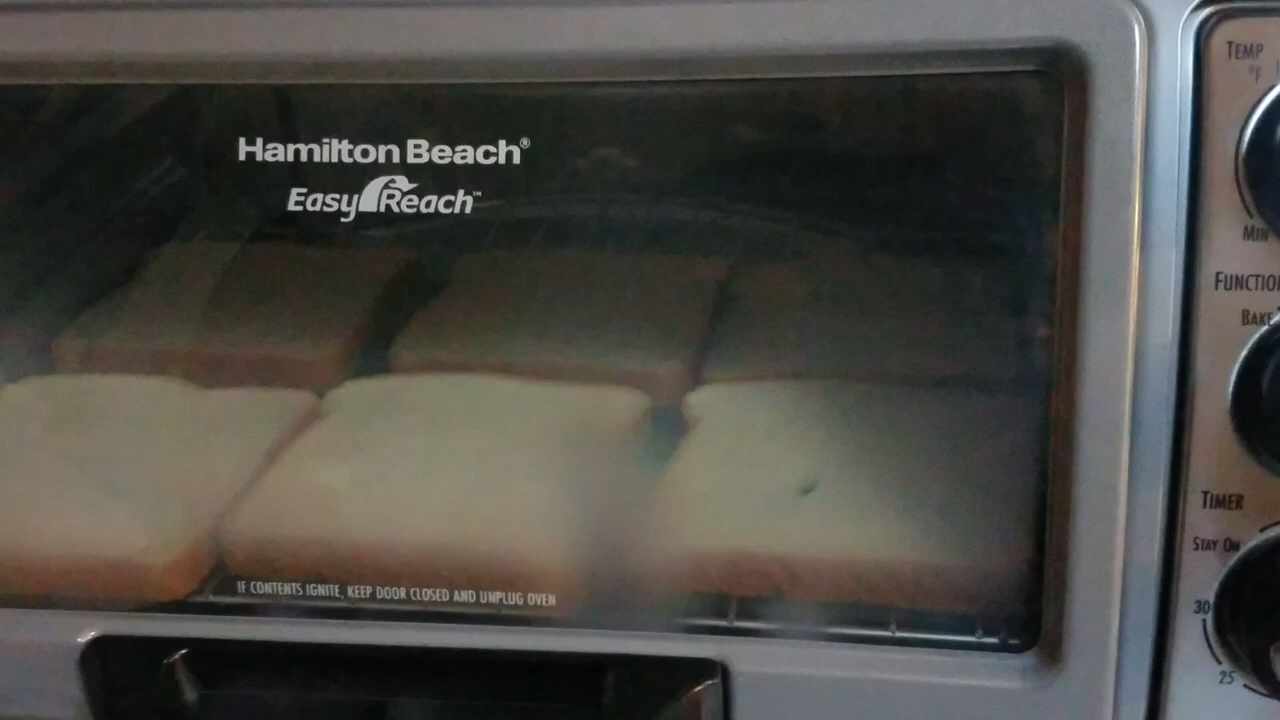 Hamilton Beach®
Easy Reach™
IF CONTENTS IGNITE, KEEP DOOR CLOSED AND UNPLUG OVEN
TEMP
°F
MIN
FUNCTIO
BAKE
TIMER
STAY ON
30
25